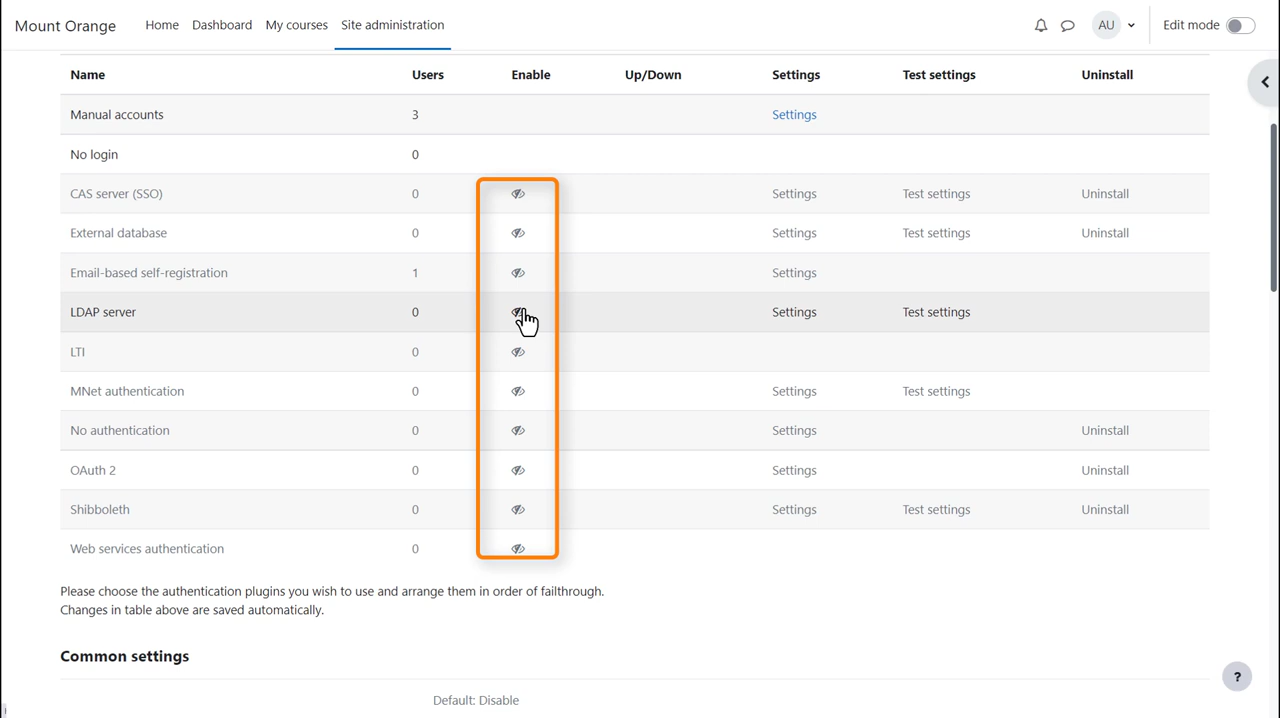 Mount Orange Home Dashboard My courses Site administration AU Edit mode
Name Users Enable Up/Down Settings Test settings Uninstall
Manual accounts 3 Settings
No login 0
CAS server (SSO) 0 Settings Test settings Uninstall
External database 0 Settings Test settings Uninstall
Email-based self-registration 1 Settings
LDAP server 0 Settings Test settings
LTI 0
MNet authentication 0 Settings Test settings
No authentication 0 Settings Uninstall
OAuth 2 0 Settings Uninstall
Shibboleth 0 Settings Test settings Uninstall
Web services authentication 0
Please choose the authentication plugins you wish to use and arrange them in order of failthrough.
Changes in table above are saved automatically.
Common settings
?
Default: Disable